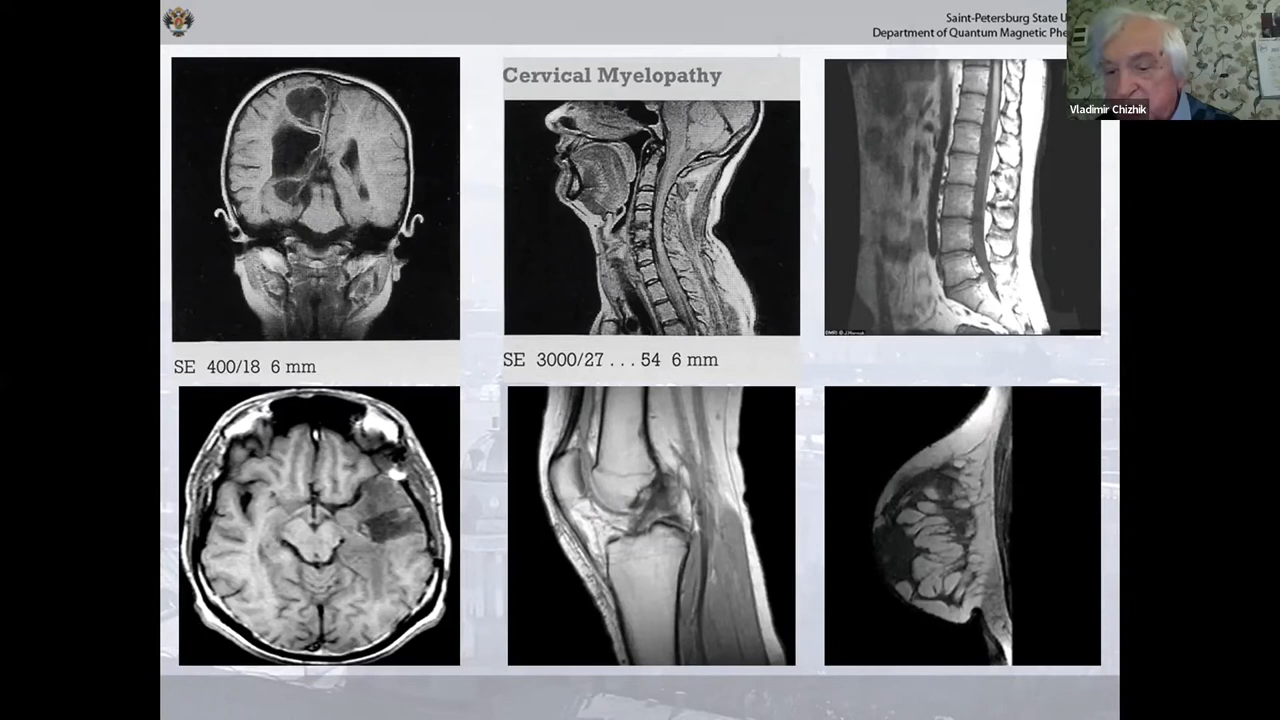 Saint-Petersburg State U
Department of Quantum Magnetic Phe
Vladimir Chizhik
Cervical Myelopathy
SE 400/18 6 mm
SE 3000/27 . . . 54 6 mm